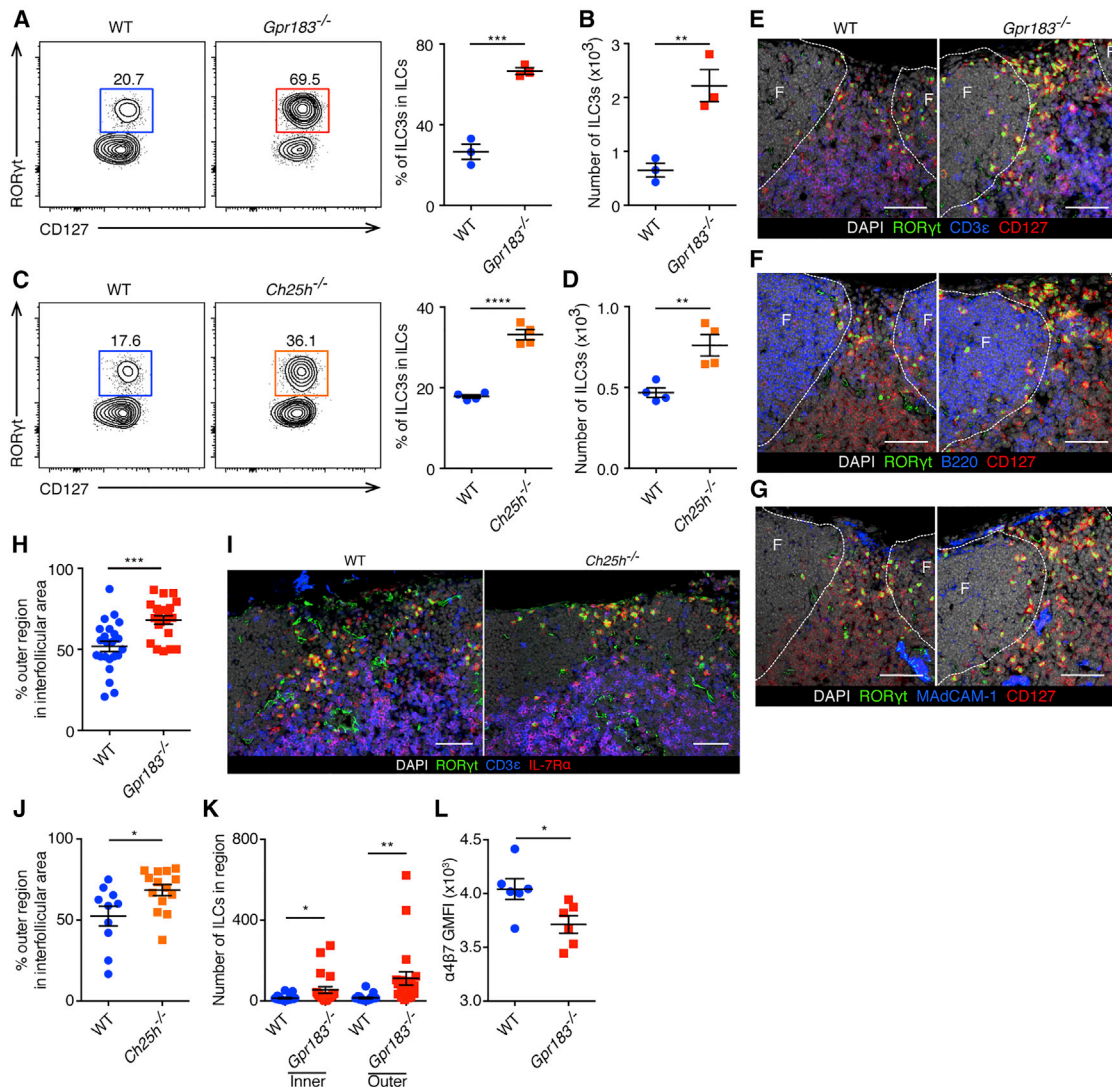 A
WT
Gpr183-/-
RORγt
20.7
69.5
CD127
% of ILC3s in ILCs
80
40
0
***
WT
Gpr183-/-
B
Number of ILC3s (x10³)
3
2
1
0
**
WT
Gpr183-/-
C
WT
Ch25h-/-
RORγt
17.6
36.1
CD127
% of ILC3s in ILCs
40
20
0
****
WT
Ch25h-/-
D
Number of ILC3s (x10³)
1.0
0.5
0.0
**
WT
Ch25h-/-
E
WT
Gpr183-/-
F
F
F
F
DAPI RORγt CD3ε CD127
F
F
F
F
DAPI RORγt B220 CD127
G
F
F
F
DAPI RORγt MAdCAM-1 CD127
H
% outer region
in interfollicular area
100
50
0
***
WT
Gpr183-/-
I
WT
Ch25h-/-
DAPI RORγt CD3ε IL-7Rα
J
% outer region
in interfollicular area
100
50
0
*
WT
Ch25h-/-
K
Number of ILCs in region
800
400
0
*
**
WT
Gpr183-/-
WT
Gpr183-/-
Inner
Outer
L
α4β7 GMFI (x10³)
4.5
4.0
3.5
3.0
*
WT
Gpr183-/-